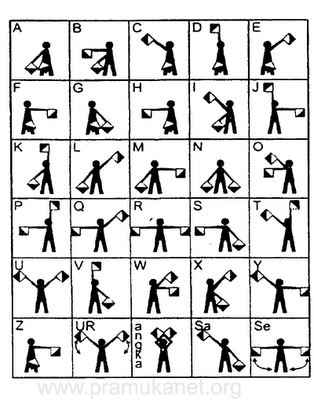 A B C D E
F G H I J
K L M N O
P Q R S T
U V W X Y
Z UR angka Sa Se
www.pramukanet.org